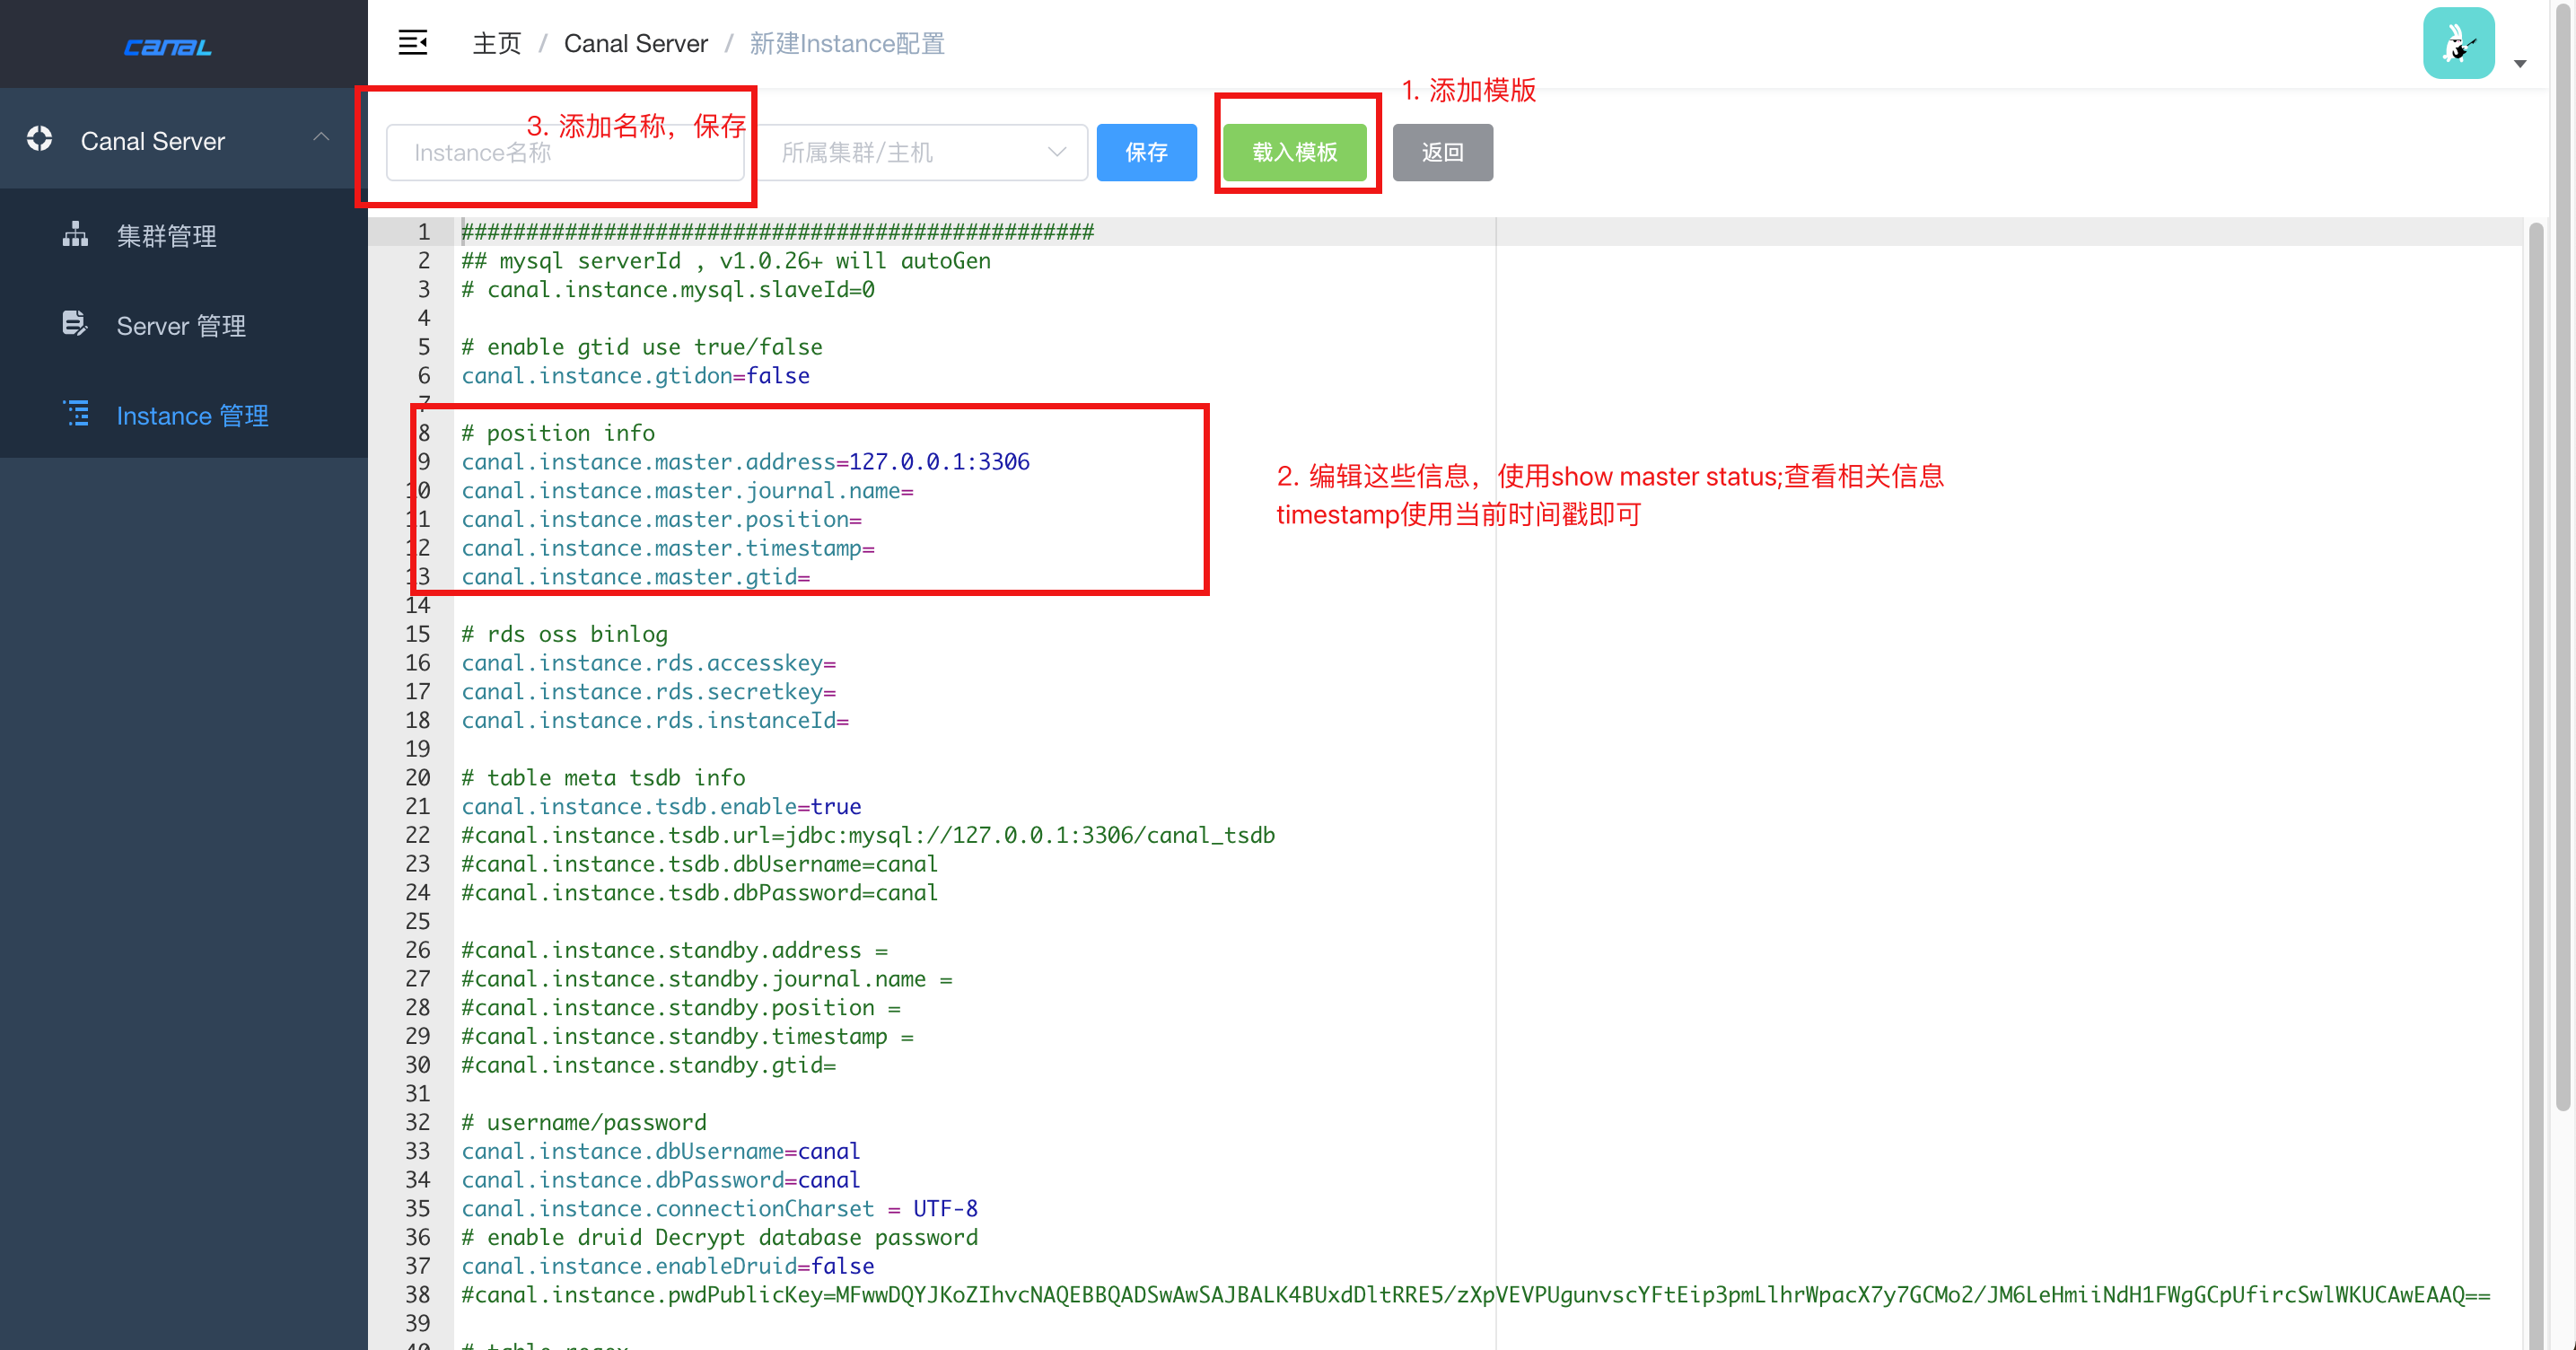 canal
主页 / Canal Server / 新建Instance配置
1. 添加模版
Canal Server
3. 添加名称，保存
Instance名称
所属集群/主机
保存
载入模板
返回
集群管理
Server 管理
Instance 管理
1 #################################################
2 ## mysql serverId , v1.0.26+ will autoGen
3 # canal.instance.mysql.slaveId=0
4
5 # enable gtid use true/false
6 canal.instance.gtidon=false
7
8 # position info
9 canal.instance.master.address=127.0.0.1:3306
10 canal.instance.master.journal.name=
11 canal.instance.master.position=
12 canal.instance.master.timestamp=
13 canal.instance.master.gtid=
2. 编辑这些信息，使用show master status;查看相关信息
timestamp使用当前时间戳即可
14
15 # rds oss binlog
16 canal.instance.rds.accesskey=
17 canal.instance.rds.secretkey=
18 canal.instance.rds.instanceId=
19
20 # table meta tsdb info
21 canal.instance.tsdb.enable=true
22 #canal.instance.tsdb.url=jdbc:mysql://127.0.0.1:3306/canal_tsdb
23 #canal.instance.tsdb.dbUsername=canal
24 #canal.instance.tsdb.dbPassword=canal
25
26 #canal.instance.standby.address =
27 #canal.instance.standby.journal.name =
28 #canal.instance.standby.position =
29 #canal.instance.standby.timestamp =
30 #canal.instance.standby.gtid=
31
32 # username/password
33 canal.instance.dbUsername=canal
34 canal.instance.dbPassword=canal
35 canal.instance.connectionCharset = UTF-8
36 # enable druid Decrypt database password
37 canal.instance.enableDruid=false
38 #canal.instance.pwdPublicKey=MFwwDQYJKoZIhvcNAQEBBQADSwAwSAJBALK4BUxdDltRRE5/zXpVEVPUgunvscYFtEip3pmLlhrWpacX7y7GCMo2/JM6LeHmiiNdH1FWgGCpUfircSwlWKUCAwEAAQ==
39
40 # table regex